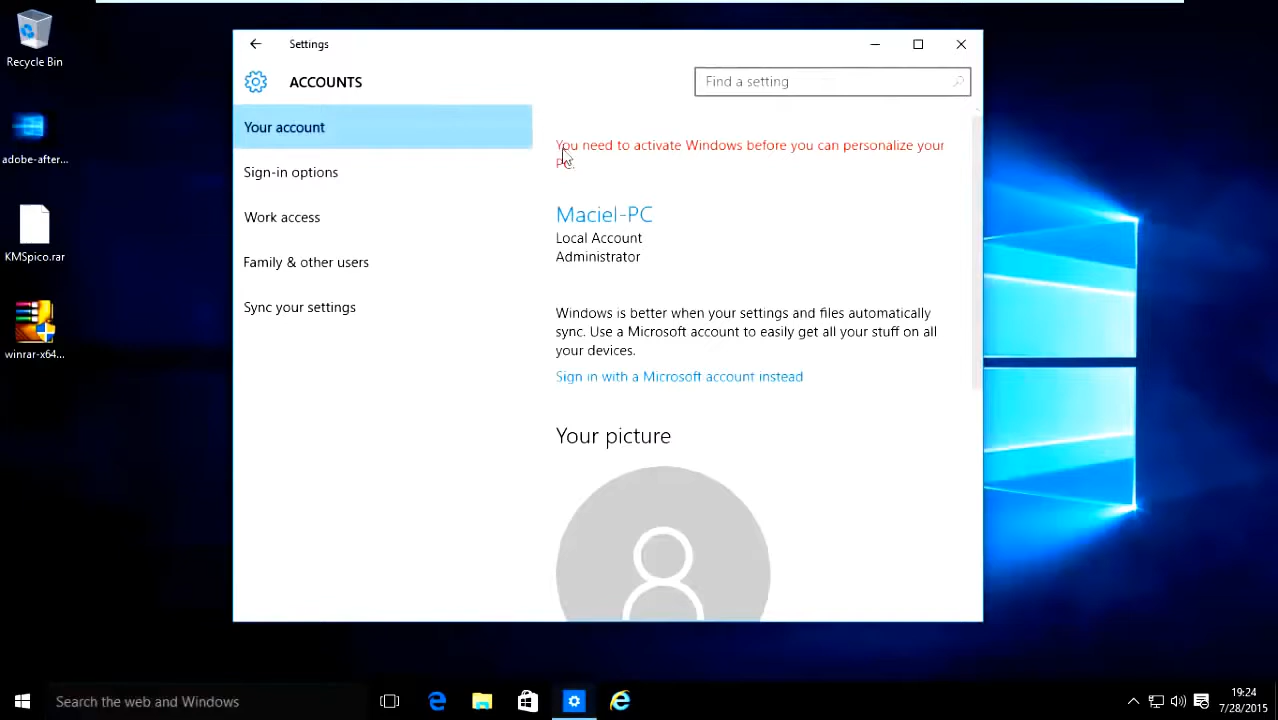 Recycle Bin
adobe-after...
KMSpico.rar
winrar-x64...
Settings
ACCOUNTS
Find a setting
Your account
Sign-in options
Work access
Family & other users
Sync your settings
You need to activate Windows before you can personalize your
PC.
Maciel-PC
Local Account
Administrator
Windows is better when your settings and files automatically
sync. Use a Microsoft account to easily get all your stuff on all
your devices.
Sign in with a Microsoft account instead
Your picture
Search the web and Windows
19:24
7/28/2015